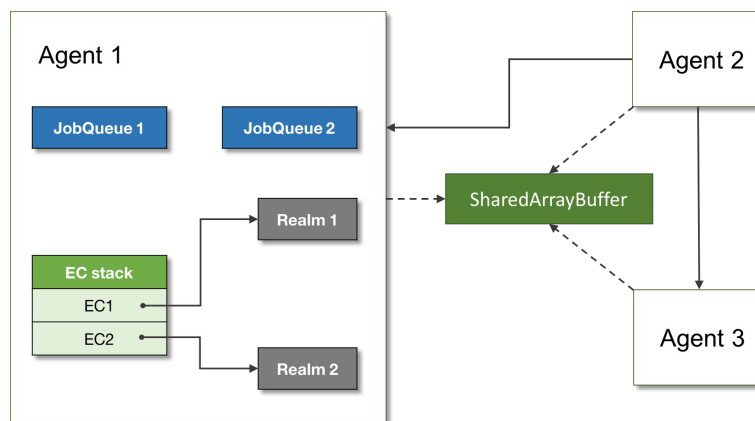 Agent 1
Agent 2
JobQueue 1
JobQueue 2
SharedArrayBuffer
Realm 1
EC stack
EC1
EC2
Agent 3
Realm 2